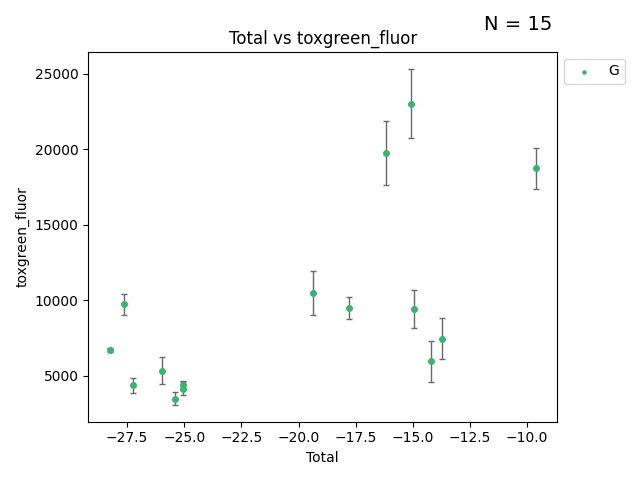 N = 15
Total vs toxgreen_fluor
G
25000
20000
15000
10000
5000
toxgreen_fluor
−27.5 −25.0 −22.5 −20.0 −17.5 −15.0 −12.5 −10.0
Total